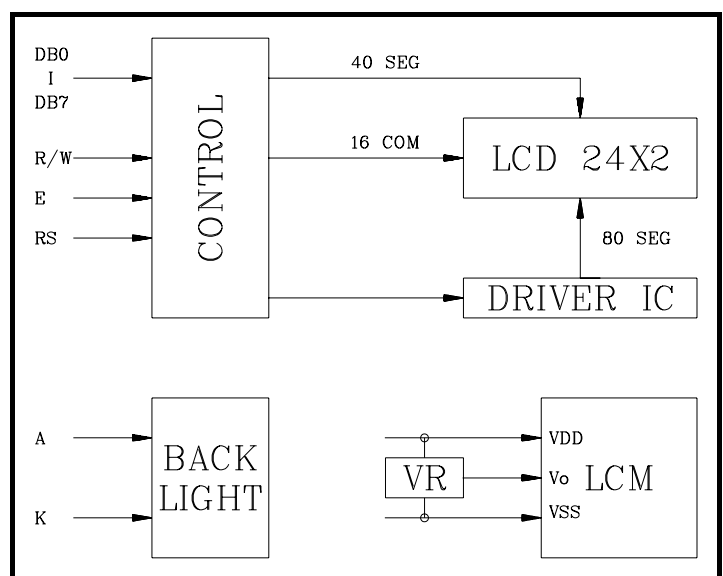 DB0
I
DB7
R/W
E
RS
CONTROL
40 SEG
16 COM
LCD 24X2
80 SEG
DRIVER IC
A
K
BACK
LIGHT
VR
VDD
Vo
VSS
LCM